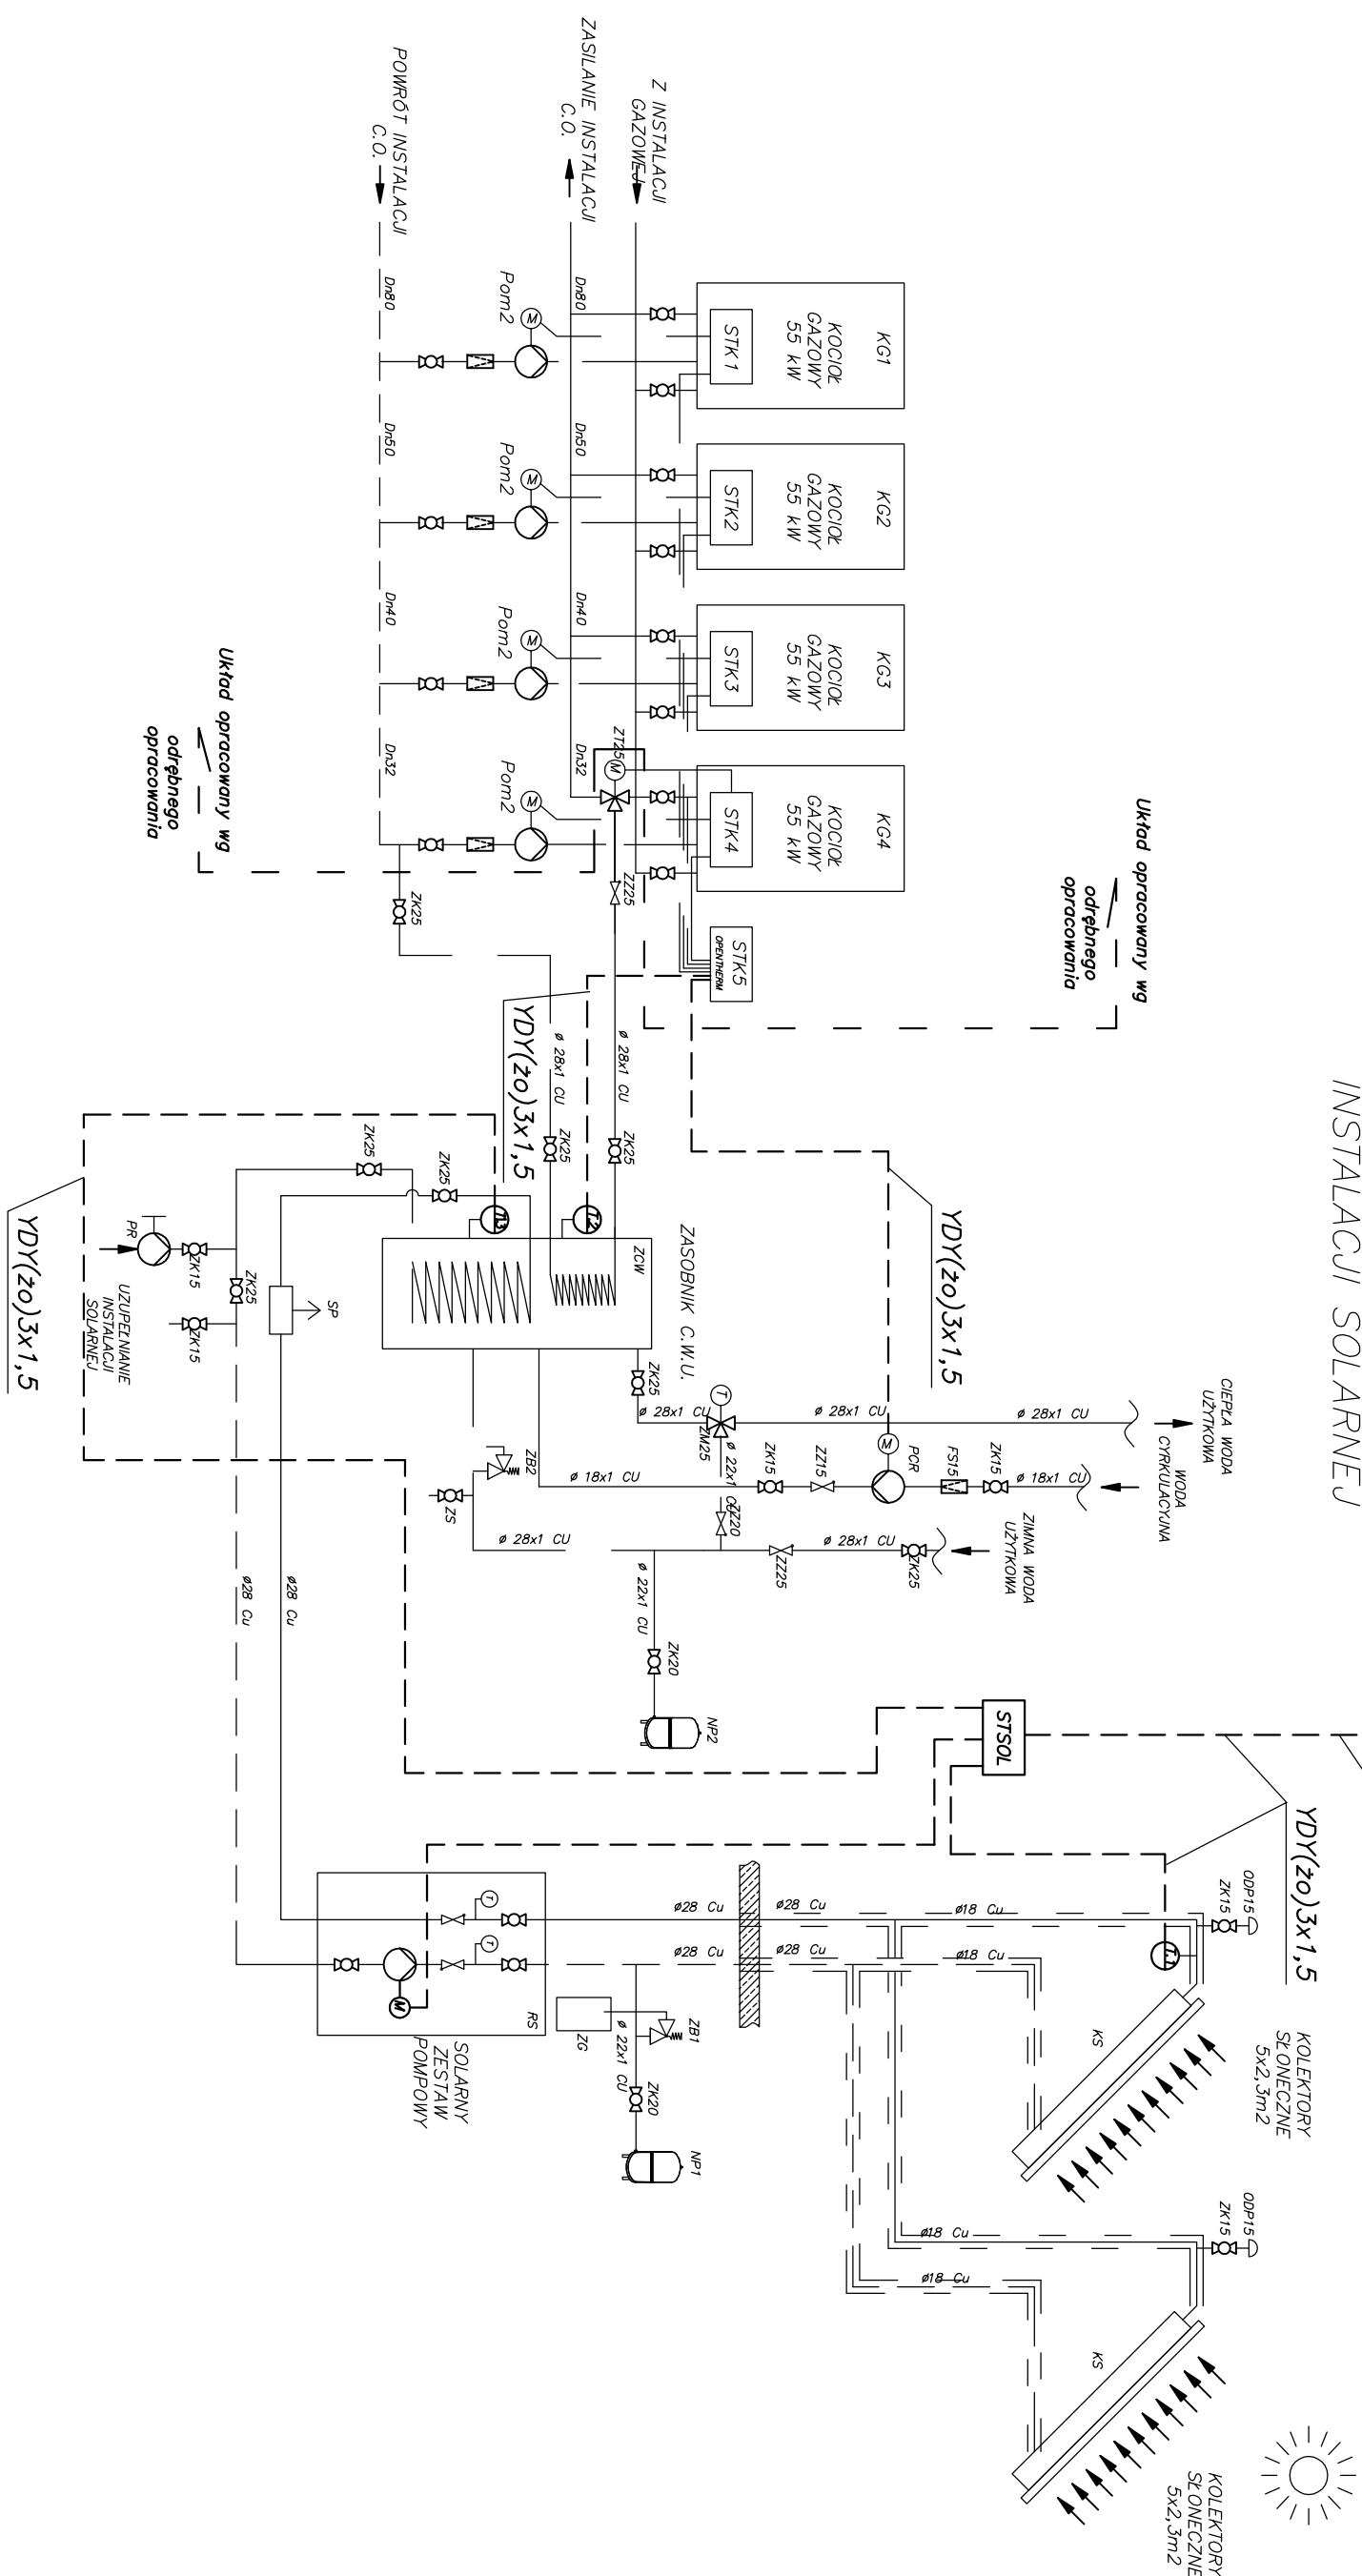 INSTALACJI SOLARNEJ
Z INSTALACJI
GAZOWEJ
ZASILANIE INSTALACJI
C.O.
POWRÓT INSTALACJI
C.O.
KG1
KOCIOŁ
GAZOWY
55 kW
STK1
KG2
KOCIOŁ
GAZOWY
55 kW
STK2
KG3
KOCIOŁ
GAZOWY
55 kW
STK3
KG4
KOCIOŁ
GAZOWY
55 kW
STK4
STK5
OPENTHERM
Dn80
Dn50
Dn40
Dn32
ZT25
M
Pom2
M
Pom2
M
Pom2
M
Pom2
M
Dn80
Dn50
Dn40
Dn32
ZZ25
ZK25
Układ opracowany wg
odrębnego
opracowania
Układ opracowany wg
odrębnego
opracowania
YDY(żo)3x1,5
ø 28x1 CU
ø 28x1 CU
ZK25
ZK25
YDY(żo)3x1,5
ZASOBNIK C.W.U.
ZCW
T2
T3
ZK25
ZK25
PR
ZK15
ZK25
ZK15
UZUPEŁNIANIE
INSTALACJI
SOLARNEJ
SP
YDY(żo)3x1,5
CIEPŁA WODA
UŻYTKOWA
WODA
CYRKULACYJNA
ZIMNA WODA
UŻYTKOWA
ZK25
ø 28x1 CU
T
ZM25
ø 28x1 CU
ø 28x1 CU
ø 22x1 CU
ZZ20
ø 18x1 CU
ZK15
ZZ15
M
PCR
FS15
ZK15
ø 18x1 CU
ZB2
ZS
ø 28x1 CU
ZZ25
ø 28x1 CU
ZK25
ø 22x1 CU
ZK20
NP2
ø28 Cu
ø28 Cu
STSOL
YDY(żo)3x1,5
T1
ZK15
ODP15
ZK15
ODP15
KS
KS
KOLEKTORY
SŁONECZNE
5x2,3m2
KOLEKTORY
SŁONECZNE
5x2,3m2
ø28 Cu
ø28 Cu
ø18 Cu
ø28 Cu
ø28 Cu
ø18 Cu
ø18 Cu
ø18 Cu
T
T
M
RS
SOLARNY
ZESTAW
POMPOWY
ZG
ZB1
ø 22x1 CU
ZK20
NP1